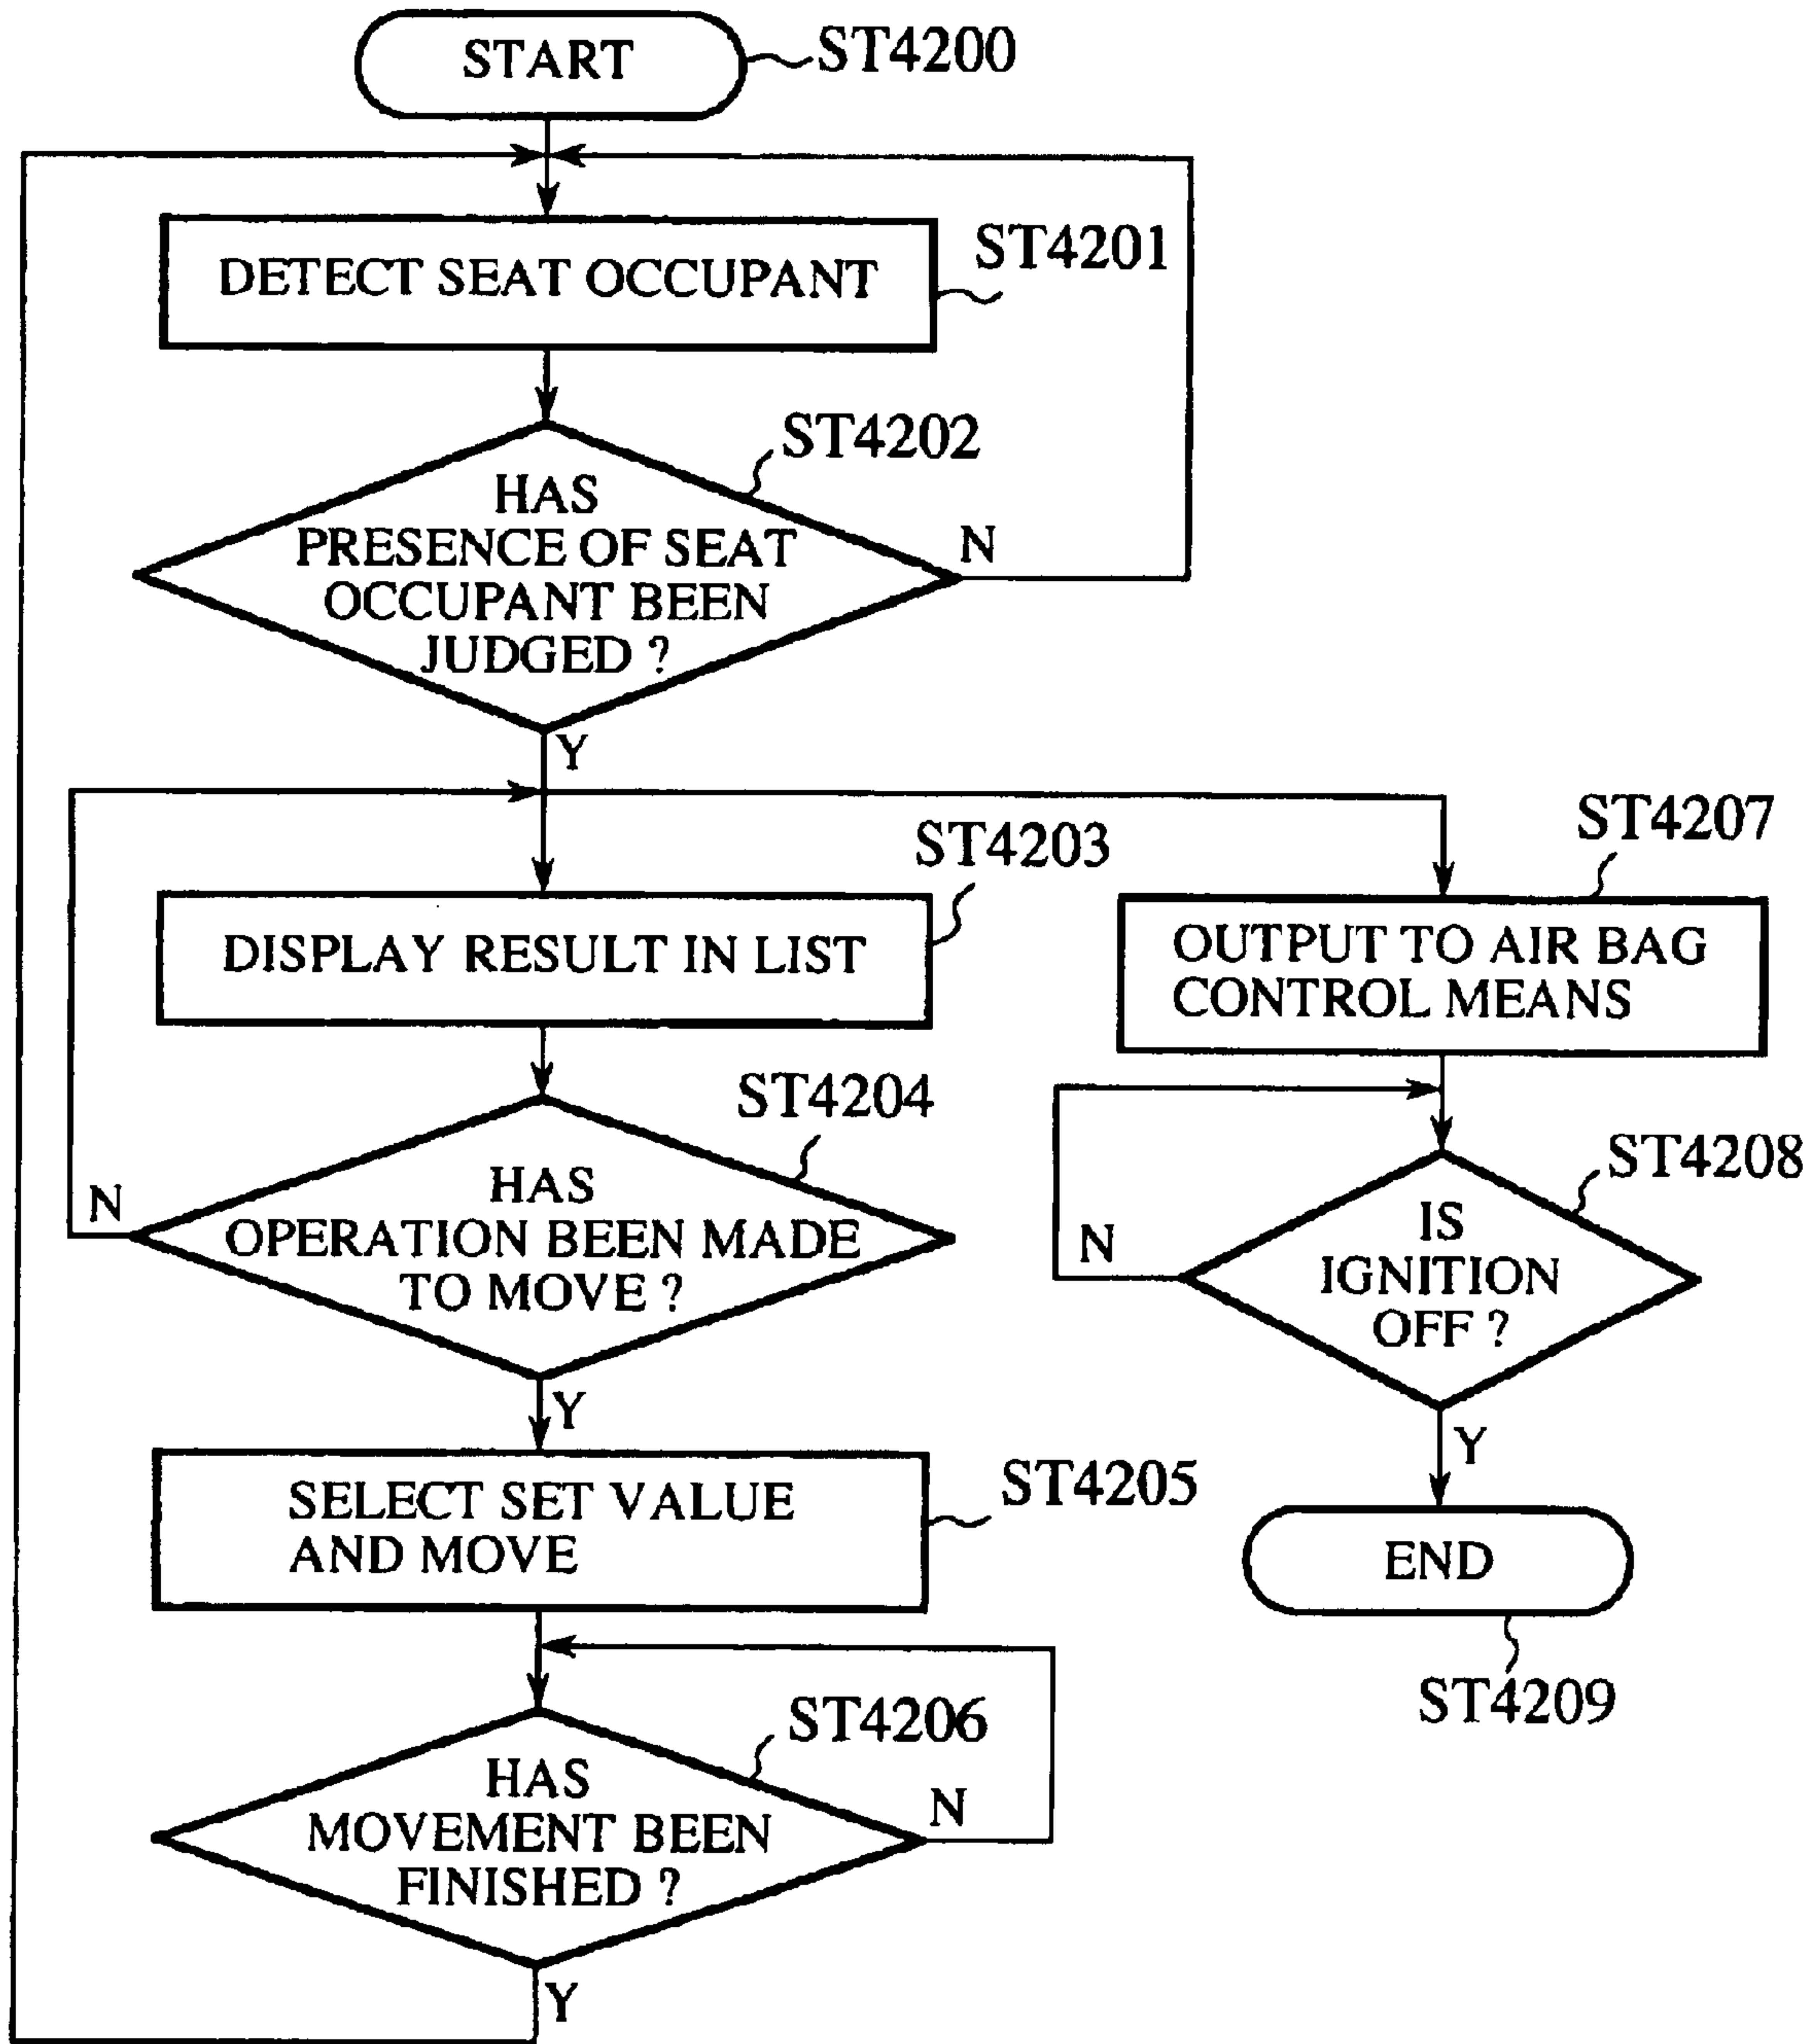 START
ST4200
DETECT SEAT OCCUPANT
ST4201
ST4202
HAS
PRESENCE OF SEAT
OCCUPANT BEEN
JUDGED ?
N
Y
ST4203
DISPLAY RESULT IN LIST
ST4207
OUTPUT TO AIR BAG
CONTROL MEANS
ST4204
HAS
OPERATION BEEN MADE
TO MOVE ?
N
Y
ST4208
IS
IGNITION
OFF ?
N
Y
SELECT SET VALUE
AND MOVE
ST4205
END
ST4209
ST4206
HAS
MOVEMENT BEEN
FINISHED ?
N
Y